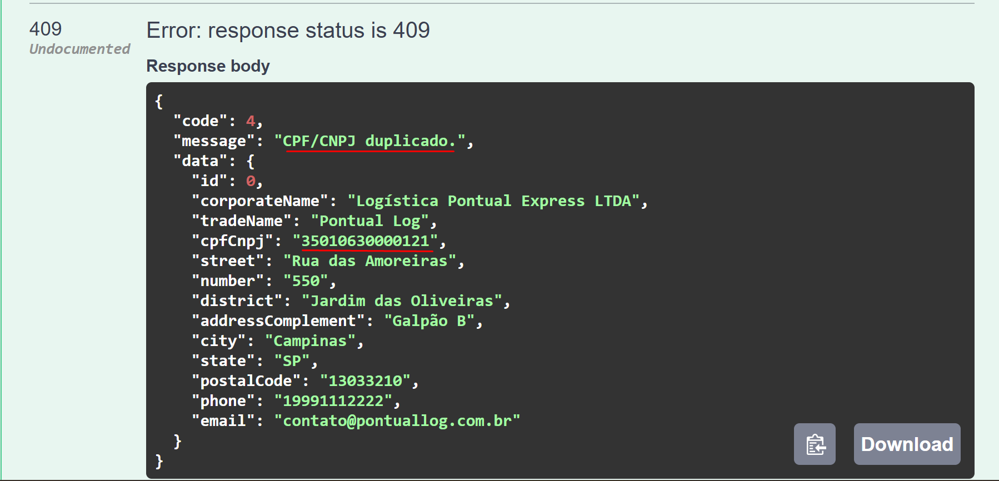 409
Undocumented
Error: response status is 409
Response body
{
"code": 4,
"message": "CPF/CNPJ duplicado.",
"data": {
"id": 0,
"corporateName": "Logística Pontual Express LTDA",
"tradeName": "Pontual Log",
"cpfCnpj": "35010630000121",
"street": "Rua das Amoreiras",
"number": "550",
"district": "Jardim das Oliveiras",
"addressComplement": "Galpão B",
"city": "Campinas",
"state": "SP",
"postalCode": "13033210",
"phone": "19991112222",
"email": "contato@pontuallog.com.br"
}
}
Download